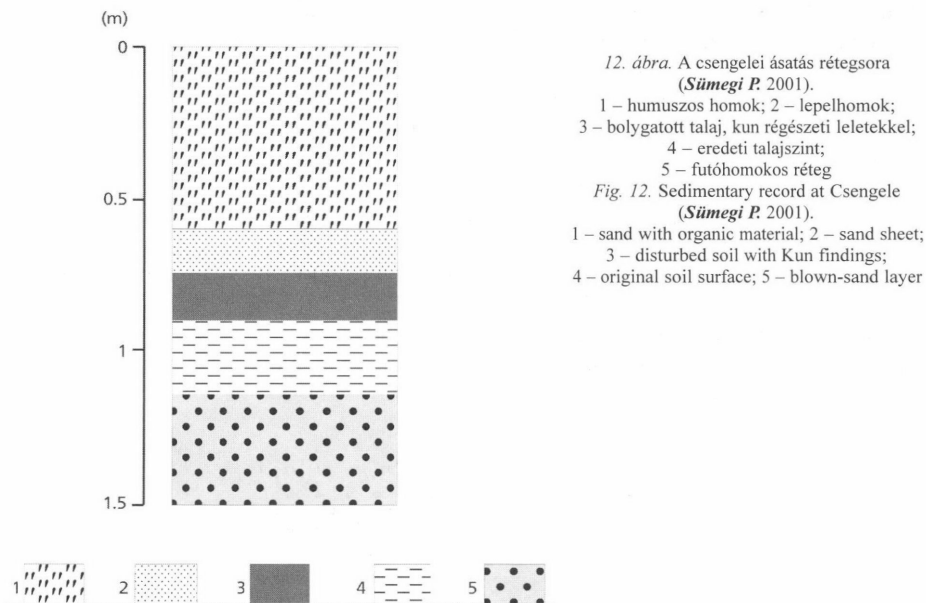 (m)
0
0.5
1
1.5
12. ábra. A csengelei ásatás rétegsora
(Sümegi P. 2001).
1 – humuszos homok; 2 – lepelhomok;
3 – bolygatott talaj, kun régészeti leletekkel;
4 – eredeti talajszint;
5 – futóhomokos réteg
Fig. 12. Sedimentary record at Csengele
(Sümegi P. 2001).
1 – sand with organic material; 2 – sand sheet;
3 – disturbed soil with Kun findings;
4 – original soil surface; 5 – blown-sand layer
1 2 3 4 5